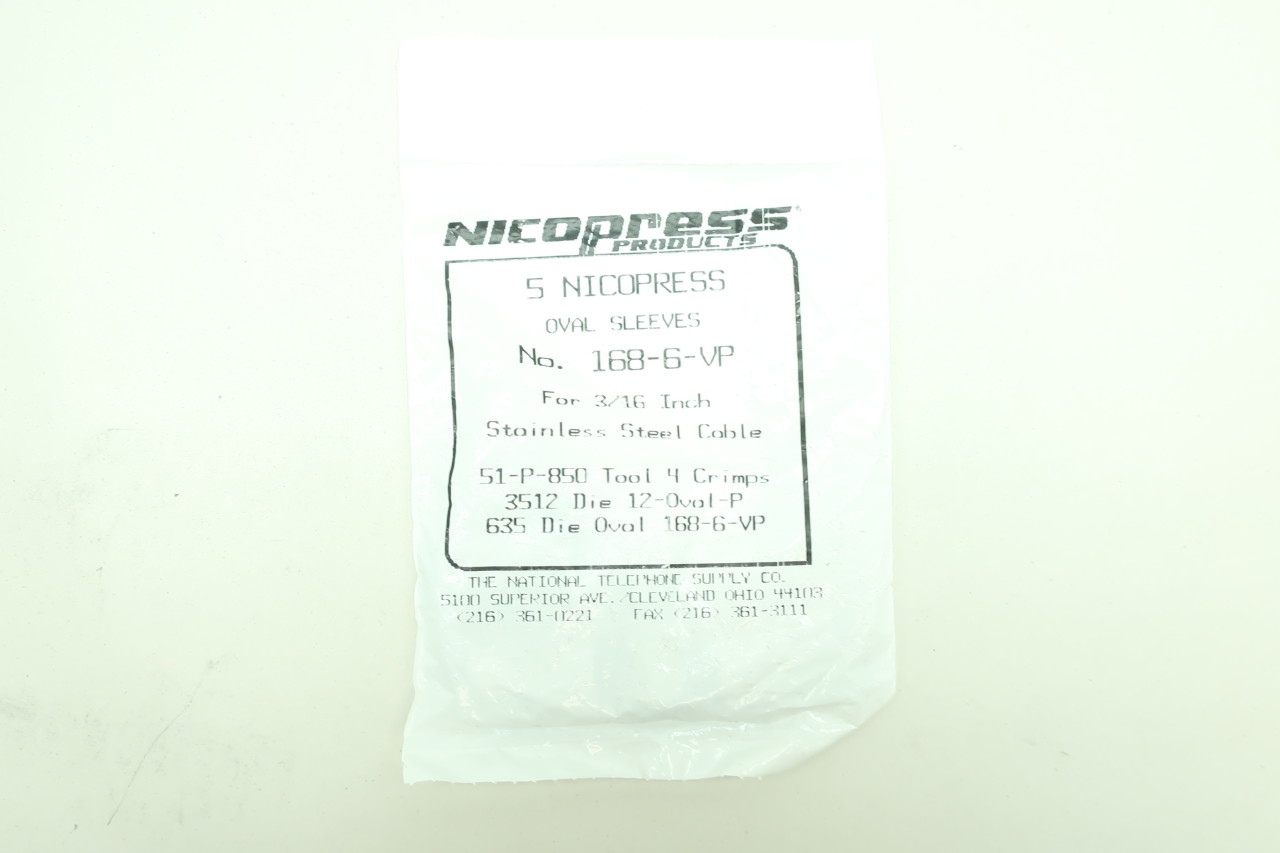 NICOpress®
PRODUCTS
5 NICOPRESS
OVAL SLEEVES
No. 168-6-VP
For 3/16 Inch
Stainless Steel Cable
51-P-850 Tool 4 Crimps
3512 Die 12-Oval-P
635 Die Oval 168-6-VP
THE NATIONAL TELEPHONE SUPPLY CO.
5100 SUPERIOR AVE./CLEVELAND OHIO 44103
(216) 361-0221 FAX (216) 361-3111